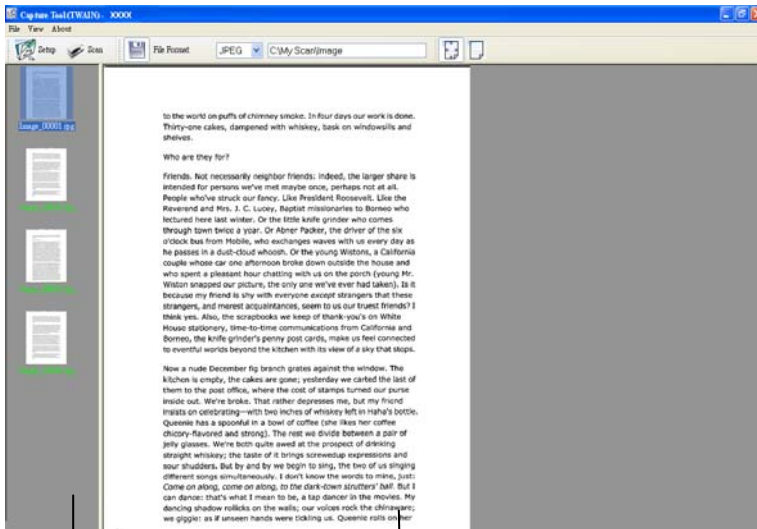 Capture Tool(TWAIN)- XXXX
File View About
Setup Scan File Format JPEG C:\My Scan\Image
Image_00001.jpg
to the world on puffs of chimney smoke. In four days our work is done.
Thirty-one cakes, dampened with whiskey, bask on windowsills and
shelves.
Who are they for?
Friends. Not necessarily neighbor friends: indeed, the larger share is
intended for persons we've met maybe once, perhaps not at all.
People who've struck our fancy. Like President Roosevelt. Like the
Reverend and Mrs. J. C. Lucey, Baptist missionaries to Borneo who
lectured here last winter. Or the little knife grinder who comes
through town twice a year. Or Abner Packer, the driver of the six
o'clock bus from Mobile, who exchanges waves with us every day as
he passes in a dust-cloud whoosh. Or the young Wistons, a California
couple whose car one afternoon broke down outside the house and
who spent a pleasant hour chatting with us on the porch (young Mr.
Wiston snapped our picture, the only one we've ever had taken). Is it
because my friend is shy with everyone except strangers that these
strangers, and merest acquaintances, seem to us our truest friends? I
think yes. Also, the scrapbooks we keep of thank-you's on White
House stationery, time-to-time communications from California and
Borneo, the knife grinder's penny post cards, make us feel connected
to eventful worlds beyond the kitchen with its view of a sky that stops.
Now a nude December fig branch grates against the window. The
kitchen is empty, the cakes are gone; yesterday we carted the last of
them to the post office, where the cost of stamps turned our purse
inside out. We're broke. That rather depresses me, but my friend
insists on celebrating—with two inches of whiskey left in Haha's bottle.
Queenie has a spoonful in a bowl of coffee (she likes her coffee
chicory-flavored and strong). The rest we divide between a pair of
jelly glasses. We're both quite awed at the prospect of drinking
straight whiskey; the taste of it brings screwedup expressions and
sour shudders. But by and by we begin to sing, the two of us singing
different songs simultaneously. I don't know the words to mine, just:
Come on along, come on along, to the dark-town strutters' ball. But I
can dance: that's what I mean to be, a tap dancer in the movies. My
dancing shadow rollicks on the walls; our voices rock the chinaware;
we giggle: as if unseen hands were tickling us. Queenie rolls on her